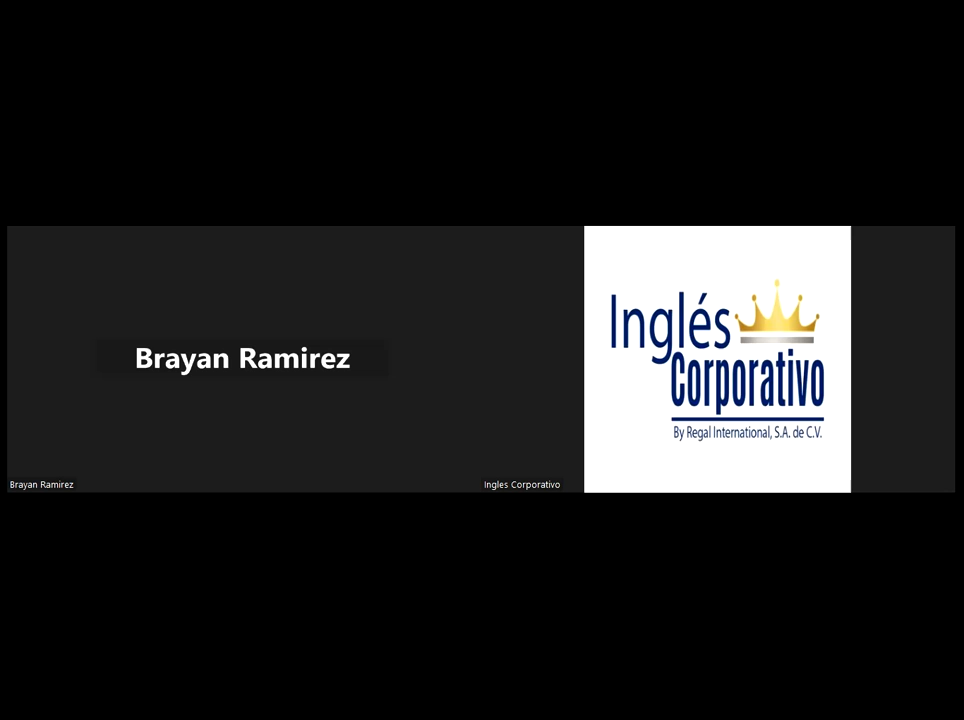 Brayan Ramirez
Brayan Ramirez
Inglés
Corporativo
By Regal International, S.A. de C.V.
Ingles Corporativo